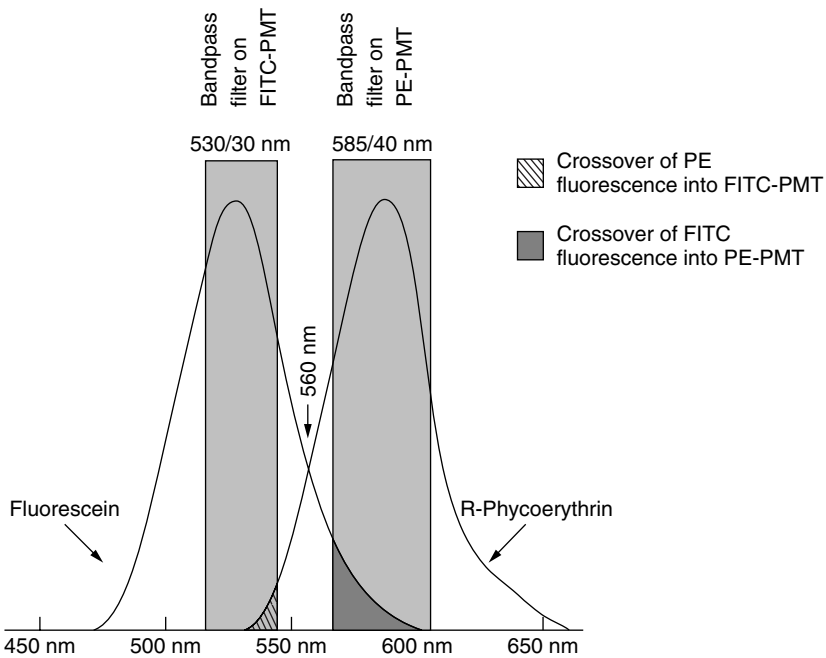 Bandpass
filter on
FITC-PMT
Bandpass
filter on
PE-PMT
530/30 nm
585/40 nm
Crossover of PE
fluorescence into FITC-PMT
Crossover of FITC
fluorescence into PE-PMT
560 nm
Fluorescein
R-Phycoerythrin
450 nm
500 nm
550 nm
600 nm
650 nm